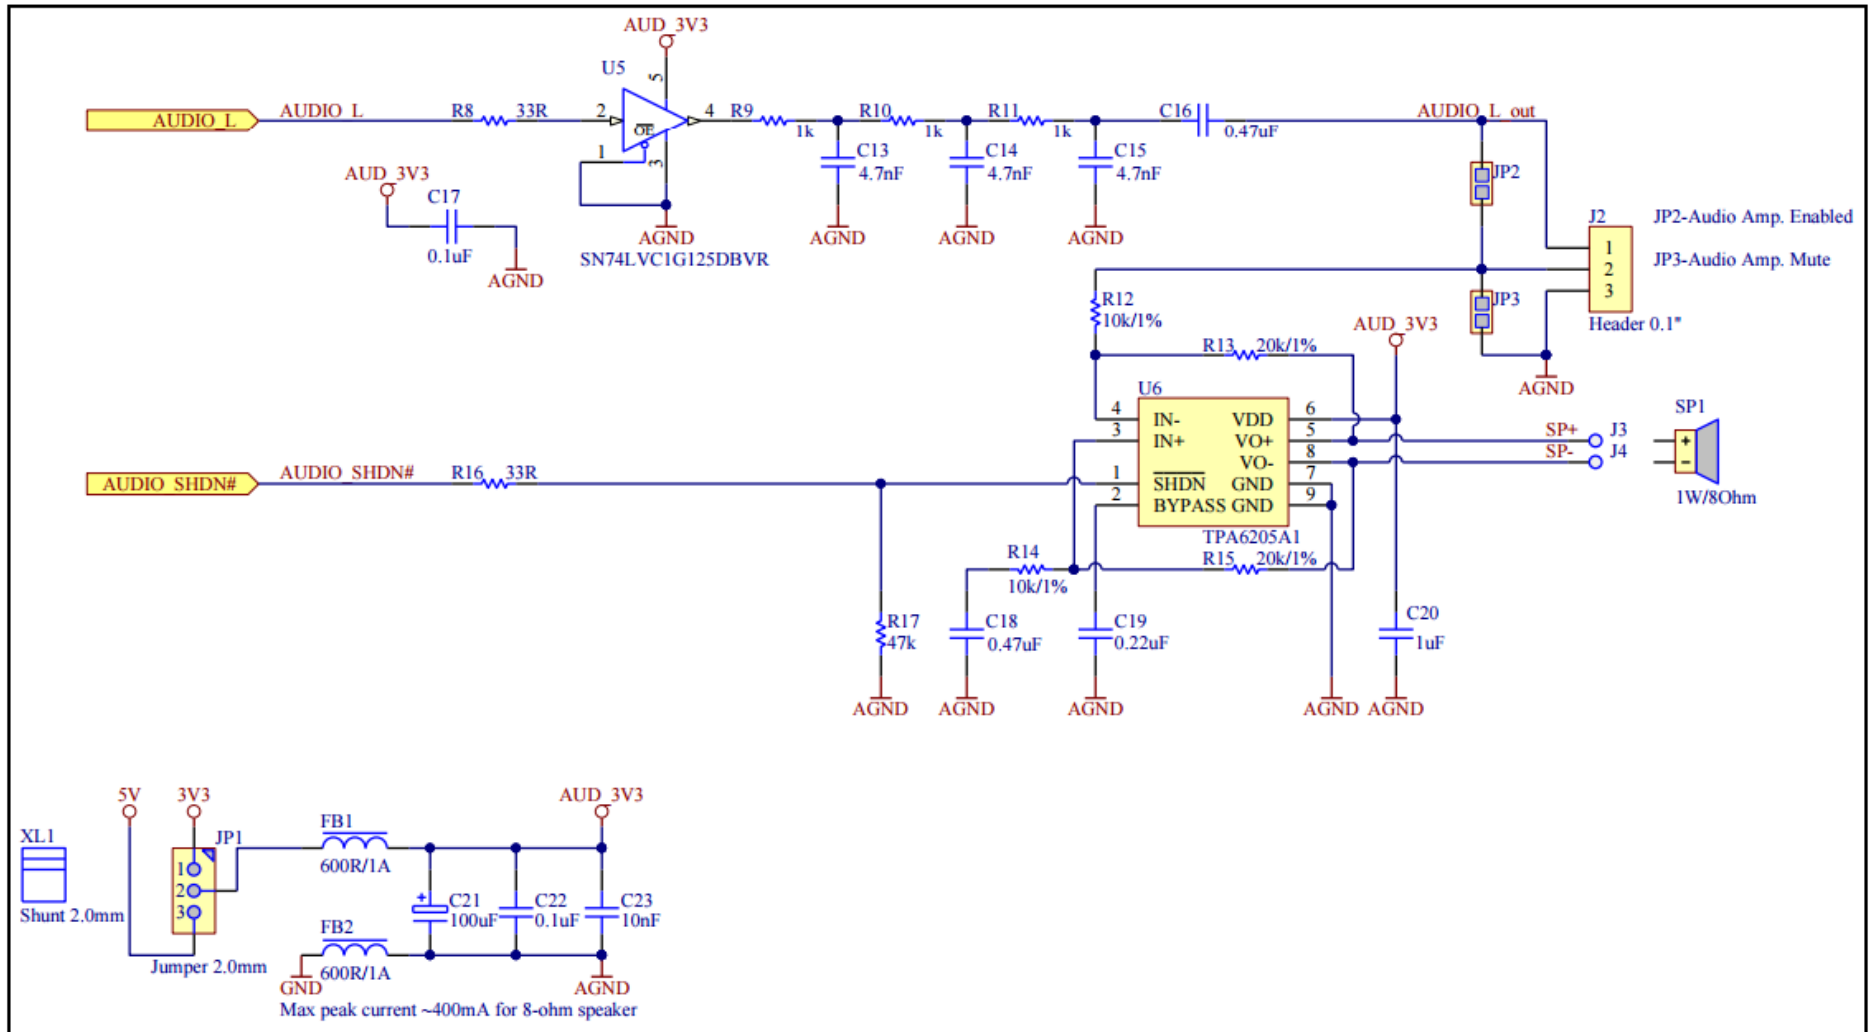 AUD_3V3
U5
5
AUDIO_L
AUDIO_L
R8 33R
2
4
OE
1
3
R9
1k
R10
1k
R11
1k
C16
0.47uF
AUDIO_L_out
C13
4.7nF
C14
4.7nF
C15
4.7nF
AUD_3V3
C17
0.1uF
AGND
AGND
SN74LVC1G125DBVR
AGND
AGND
AGND
JP2
J2
JP2-Audio Amp. Enabled
1
2
3
JP3-Audio Amp. Mute
JP3
Header 0.1"
AGND
R12
10k/1%
R13 20k/1%
AUD_3V3
U6
4 IN- VDD 6
3 IN+ VO+ 5
VO- 8
1 SHDN GND 7
2 BYPASS GND 9
TPA6205A1
SP+ J3
SP- J4
SP1
+
-
1W/8Ohm
AUDIO_SHDN#
AUDIO_SHDN#
R16 33R
R14
10k/1%
R15 20k/1%
R17
47k
C18
0.47uF
C19
0.22uF
C20
1uF
AGND
AGND
AGND
AGND
AGND
5V
3V3
AUD_3V3
XL1
Shunt 2.0mm
JP1
1
2
3
Jumper 2.0mm
FB1
600R/1A
+
C21
100uF
C22
0.1uF
C23
10nF
FB2
600R/1A
GND
AGND
Max peak current ~400mA for 8-ohm speaker